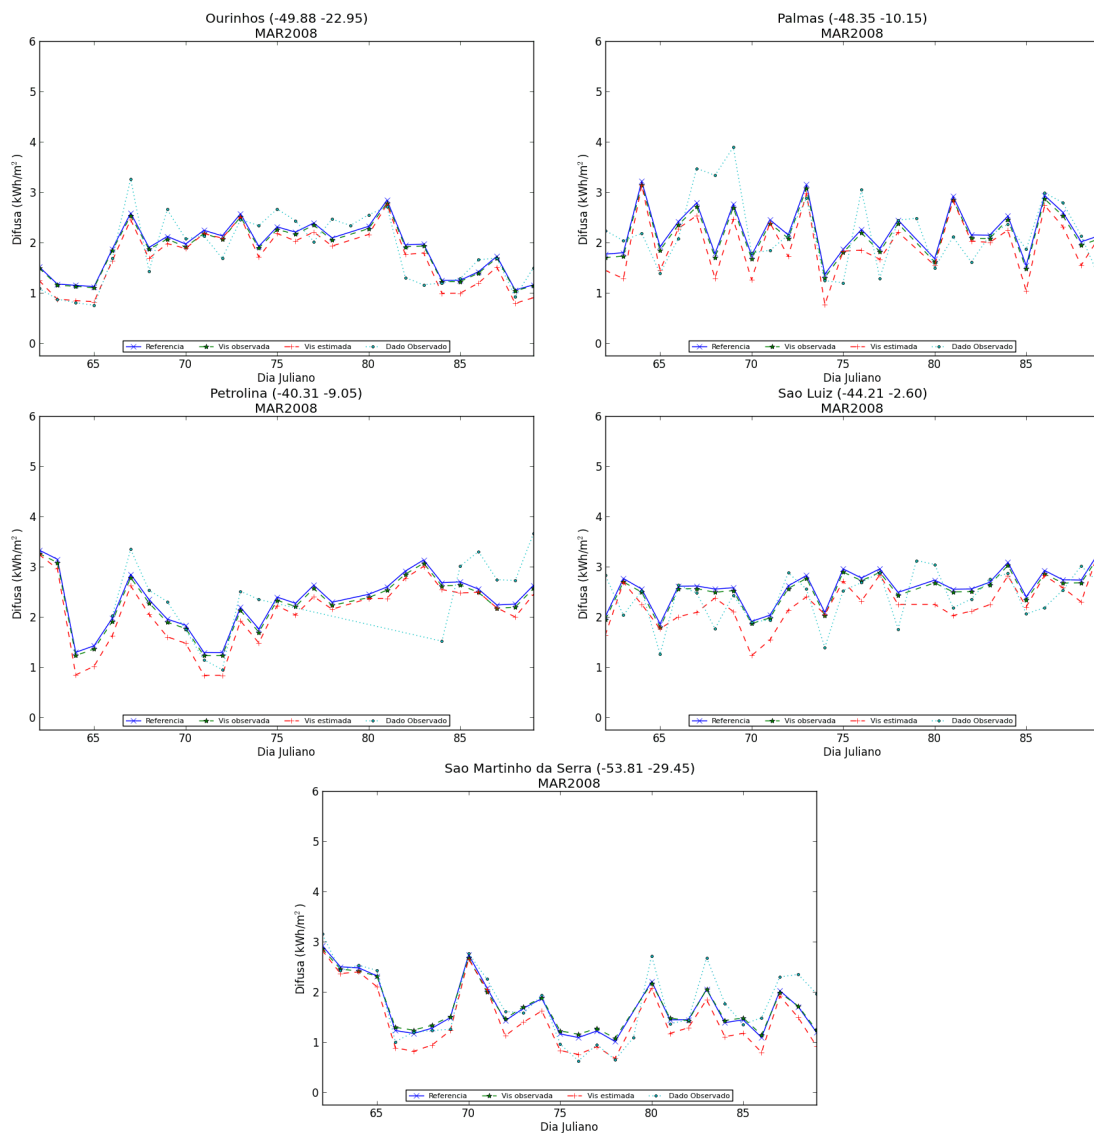 Ourinhos (-49.88 -22.95)
MAR2008
6
5
4
3
2
1
0
Difusa (kWh/m² )
65 70 75 80 85
Dia Juliano
Referencia Vis observada Vis estimada Dado Observado
Palmas (-48.35 -10.15)
MAR2008
6
5
4
3
2
1
0
Difusa (kWh/m² )
65 70 75 80 85
Dia Juliano
Referencia Vis observada Vis estimada Dado Observado
Petrolina (-40.31 -9.05)
MAR2008
6
5
4
3
2
1
0
Difusa (kWh/m² )
65 70 75 80 85
Dia Juliano
Referencia Vis observada Vis estimada Dado Observado
Sao Luiz (-44.21 -2.60)
MAR2008
6
5
4
3
2
1
0
Difusa (kWh/m² )
65 70 75 80 85
Dia Juliano
Referencia Vis observada Vis estimada Dado Observado
Sao Martinho da Serra (-53.81 -29.45)
MAR2008
6
5
4
3
2
1
0
Difusa (kWh/m² )
65 70 75 80 85
Dia Juliano
Referencia Vis observada Vis estimada Dado Observado